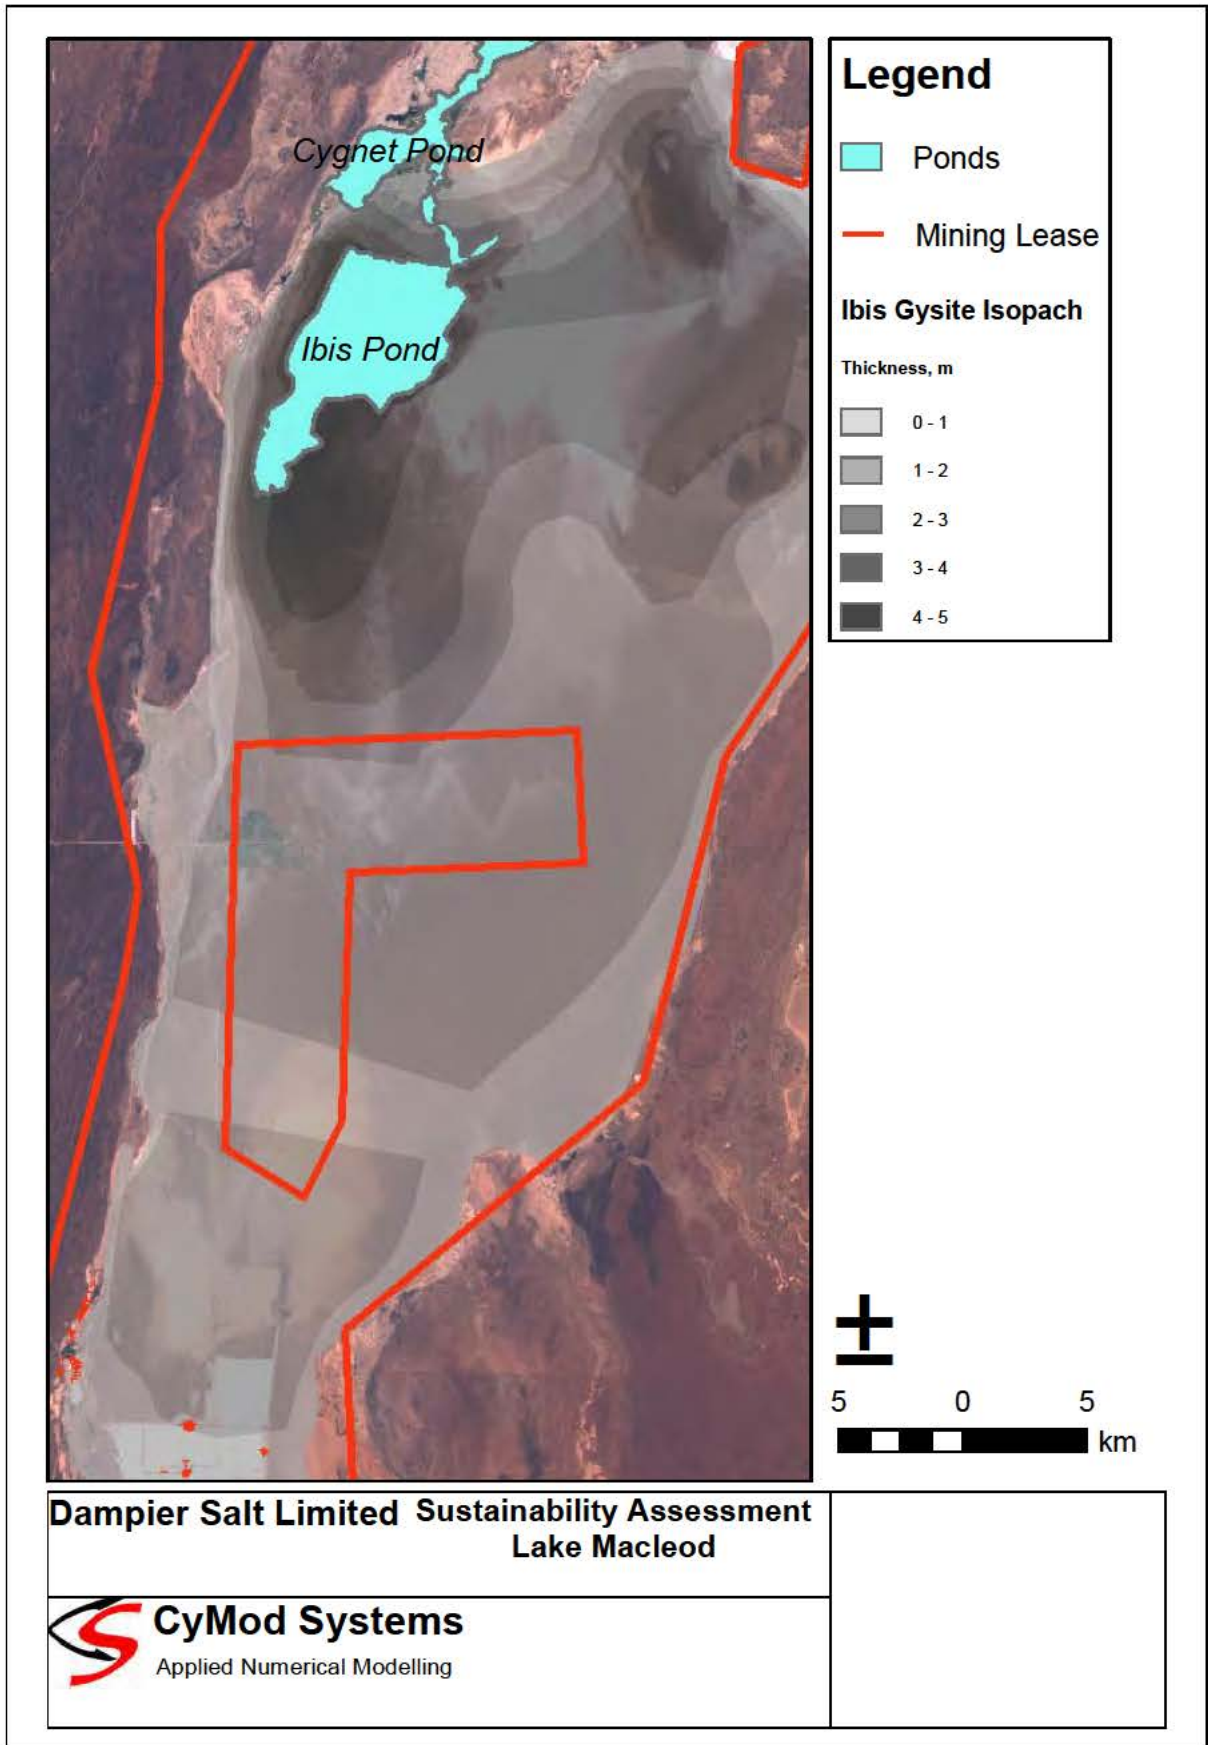 Cygnet Pond
Ibis Pond
Legend
Ponds
Mining Lease
Ibis Gysite Isopach
Thickness, m
0 - 1
1 - 2
2 - 3
3 - 4
4 - 5
5 0 5
km
Dampier Salt Limited
Sustainability Assessment
Lake Macleod
CyMod Systems
Applied Numerical Modelling